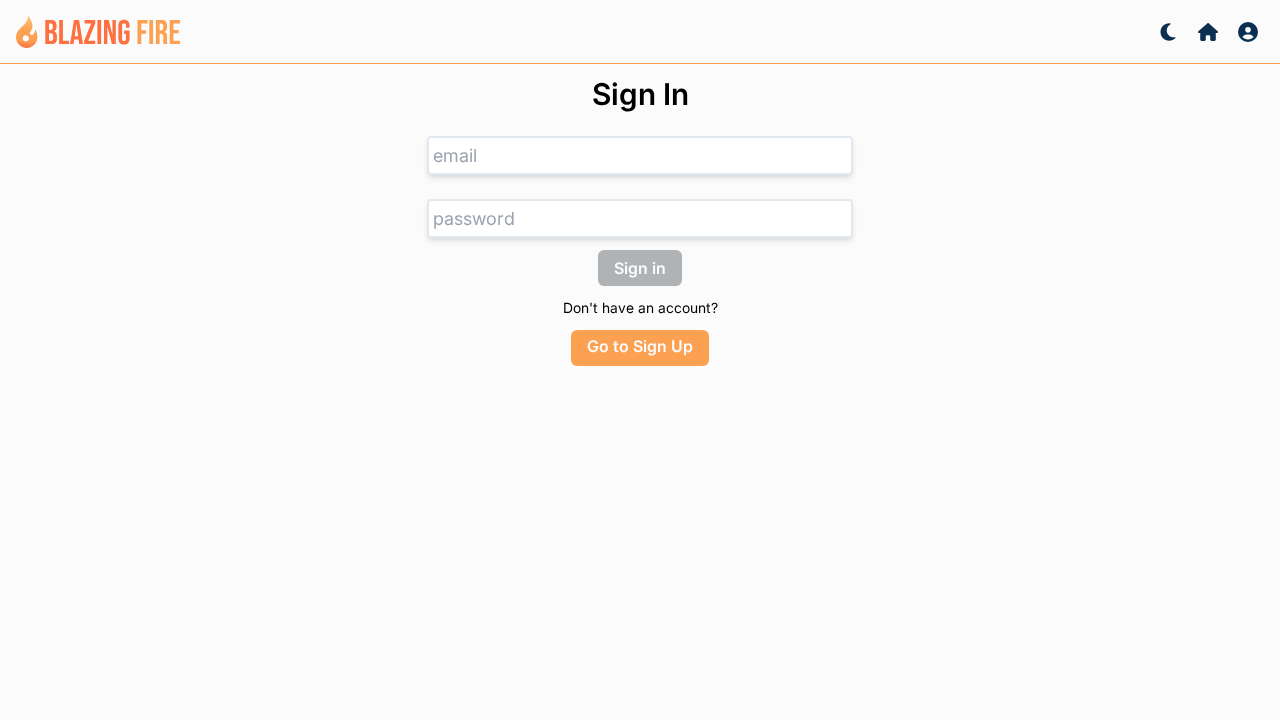 BLAZING FIRE
Sign In
email
password
Sign in
Don't have an account?
Go to Sign Up